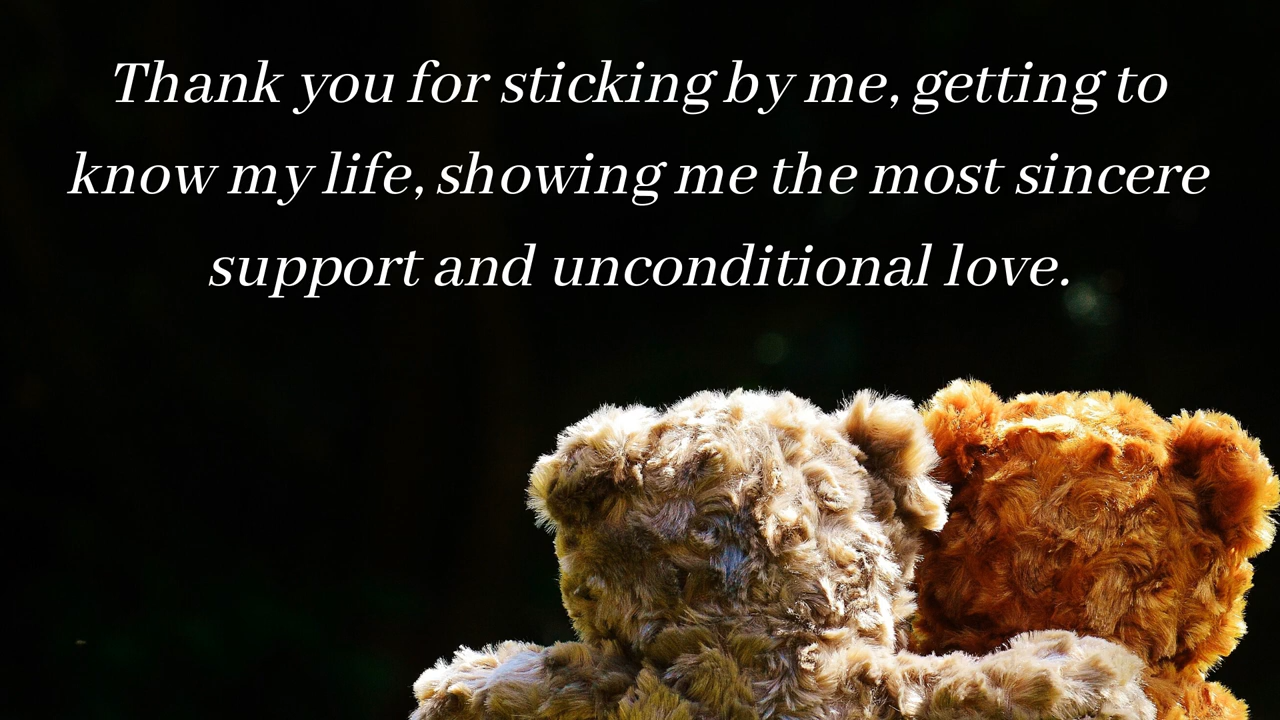 Thank you for sticking by me, getting to
know my life, showing me the most sincere
support and unconditional love.